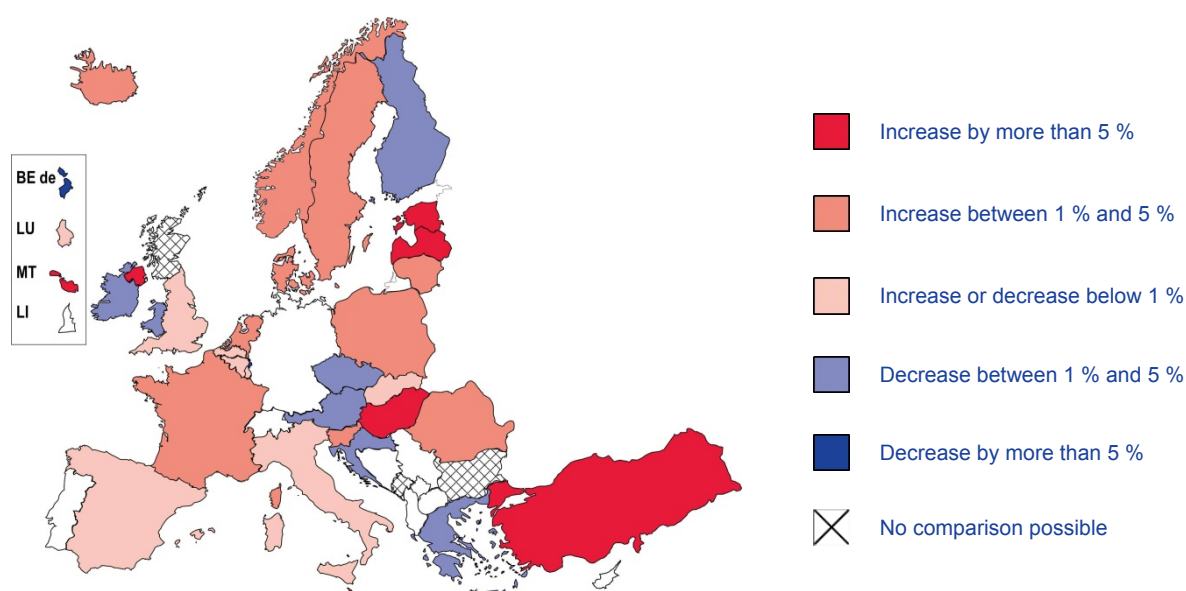 BE de
LU
MT
LI
Increase by more than 5 %
Increase between 1 % and 5 %
Increase or decrease below 1 %
Decrease between 1 % and 5 %
Decrease by more than 5 %
No comparison possible